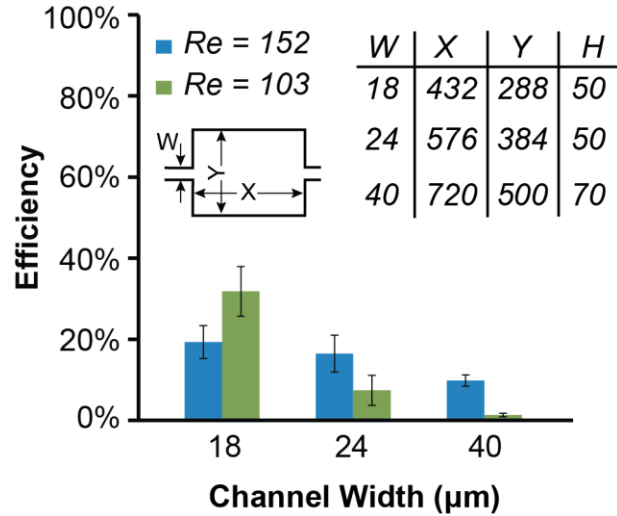 100%
80%
60%
40%
20%
0%
Efficiency
Re = 152
Re = 103
W X Y H
18 432 288 50
24 576 384 50
40 720 500 70
W
Y
X
18 24 40
Channel Width (μm)